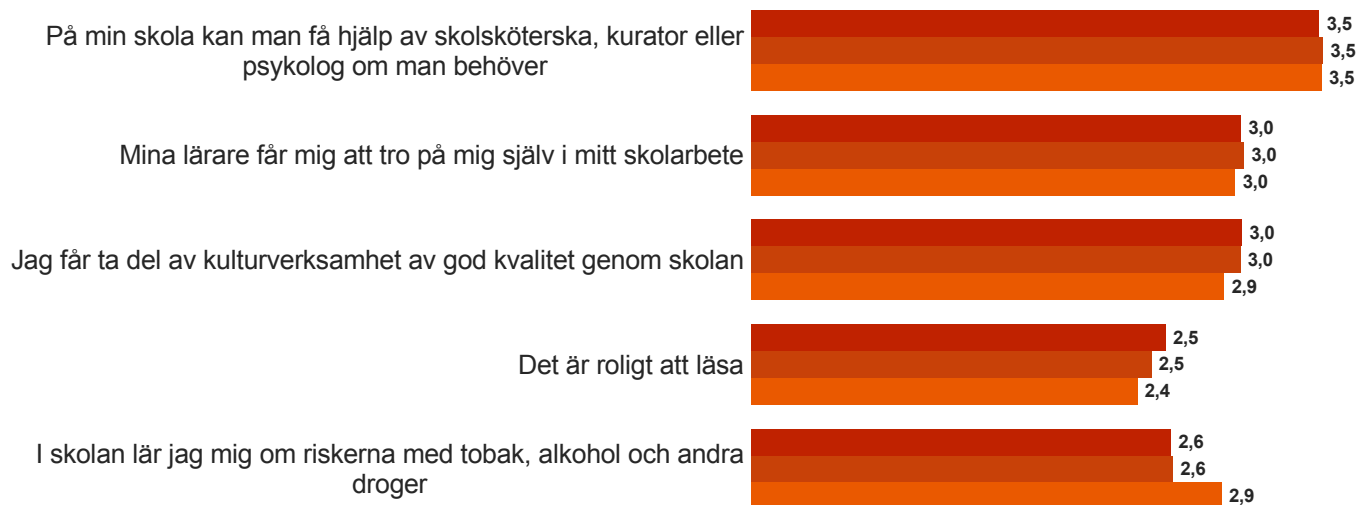 På min skola kan man få hjälp av skolsköterska, kurator eller
psykolog om man behöver
3,5
3,5
3,5
Mina lärare får mig att tro på mig själv i mitt skolarbete
3,0
3,0
3,0
Jag får ta del av kulturverksamhet av god kvalitet genom skolan
3,0
3,0
2,9
Det är roligt att läsa
2,5
2,5
2,4
I skolan lär jag mig om riskerna med tobak, alkohol och andra
droger
2,6
2,6
2,9